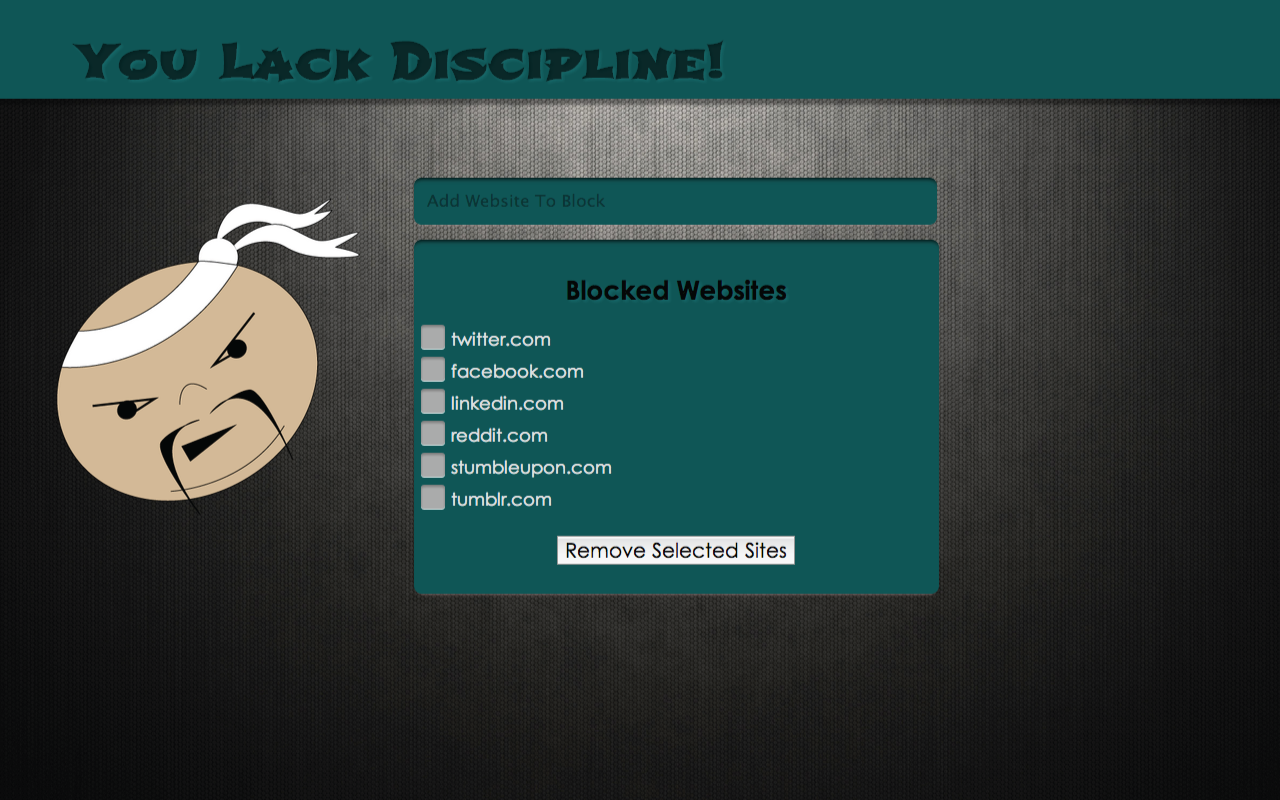 You Lack Discipline!
Add Website To Block
Blocked Websites
twitter.com
facebook.com
linkedin.com
reddit.com
stumbleupon.com
tumblr.com
Remove Selected Sites